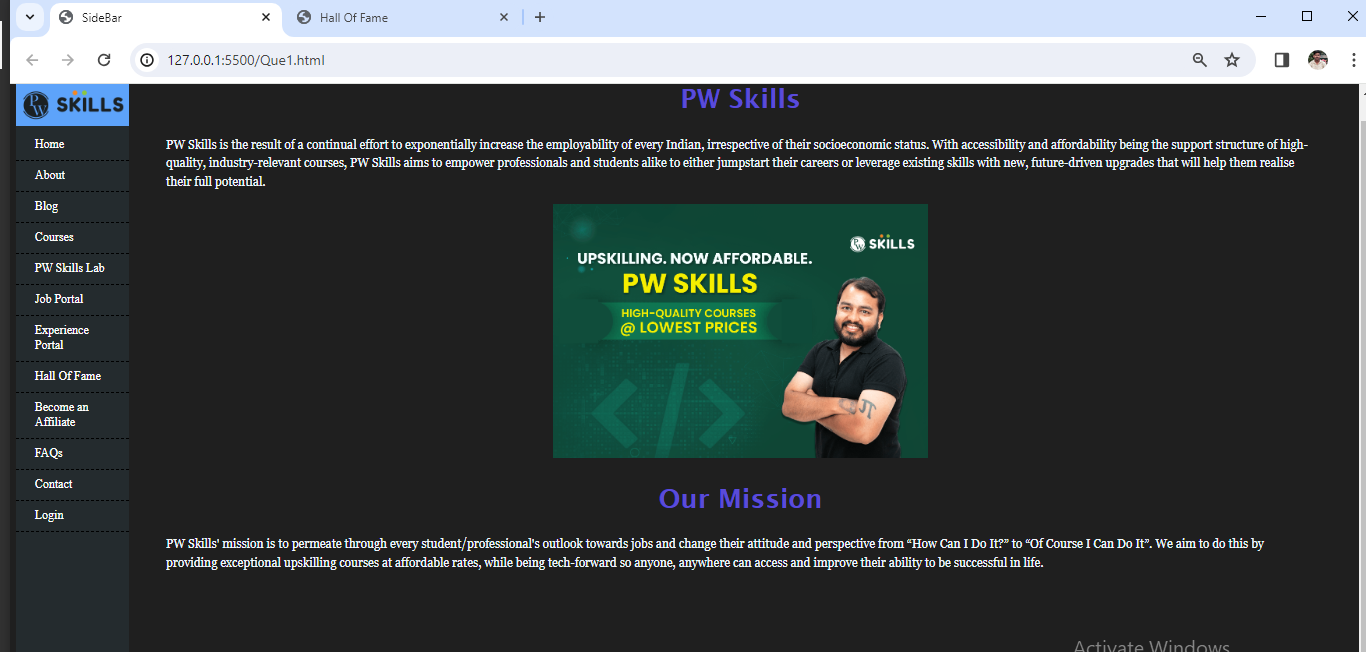 SideBar
Hall Of Fame
127.0.0.1:5500/Que1.html
PW SKILLS
PW Skills
Home
About
Blog
Courses
PW Skills Lab
Job Portal
Experience
Portal
Hall Of Fame
Become an
Affiliate
FAQs
Contact
Login
PW Skills is the result of a continual effort to exponentially increase the employability of every Indian, irrespective of their socioeconomic status. With accessibility and affordability being the support structure of high-
quality, industry-relevant courses, PW Skills aims to empower professionals and students alike to either jumpstart their careers or leverage existing skills with new, future-driven upgrades that will help them realise
their full potential.
PW SKILLS
UPSKILLING. NOW AFFORDABLE.
PW SKILLS
HIGH-QUALITY COURSES
@ LOWEST PRICES
Our Mission
PW Skills' mission is to permeate through every student/professional's outlook towards jobs and change their attitude and perspective from “How Can I Do It?” to “Of Course I Can Do It”. We aim to do this by
providing exceptional upskilling courses at affordable rates, while being tech-forward so anyone, anywhere can access and improve their ability to be successful in life.
Activate Windows